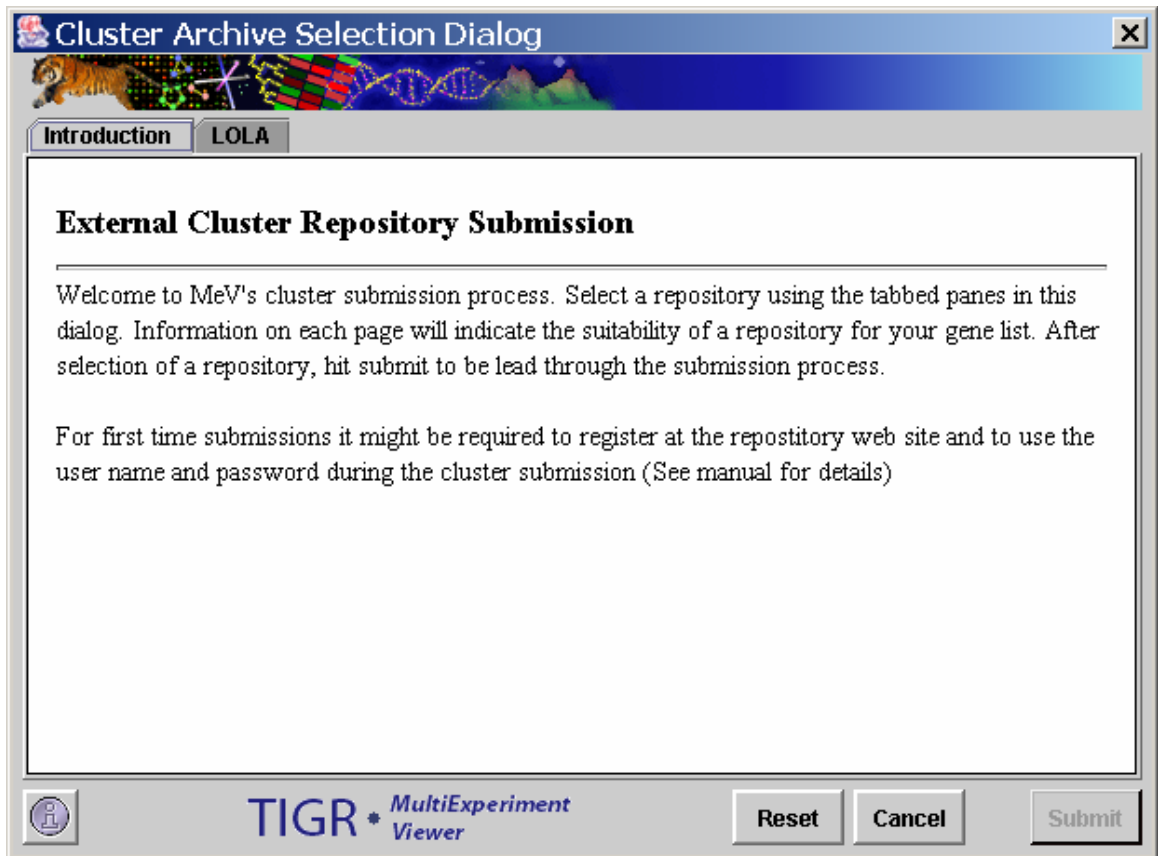 Cluster Archive Selection Dialog
Introduction LOLA
External Cluster Repository Submission
Welcome to MeV's cluster submission process. Select a repository using the tabbed panes in this
dialog. Information on each page will indicate the suitability of a repository for your gene list. After
selection of a repository, hit submit to be lead through the submission process.
For first time submissions it might be required to register at the repostitory web site and to use the
user name and password during the cluster submission (See manual for details)
TIGR • MultiExperiment
Viewer
Reset Cancel Submit